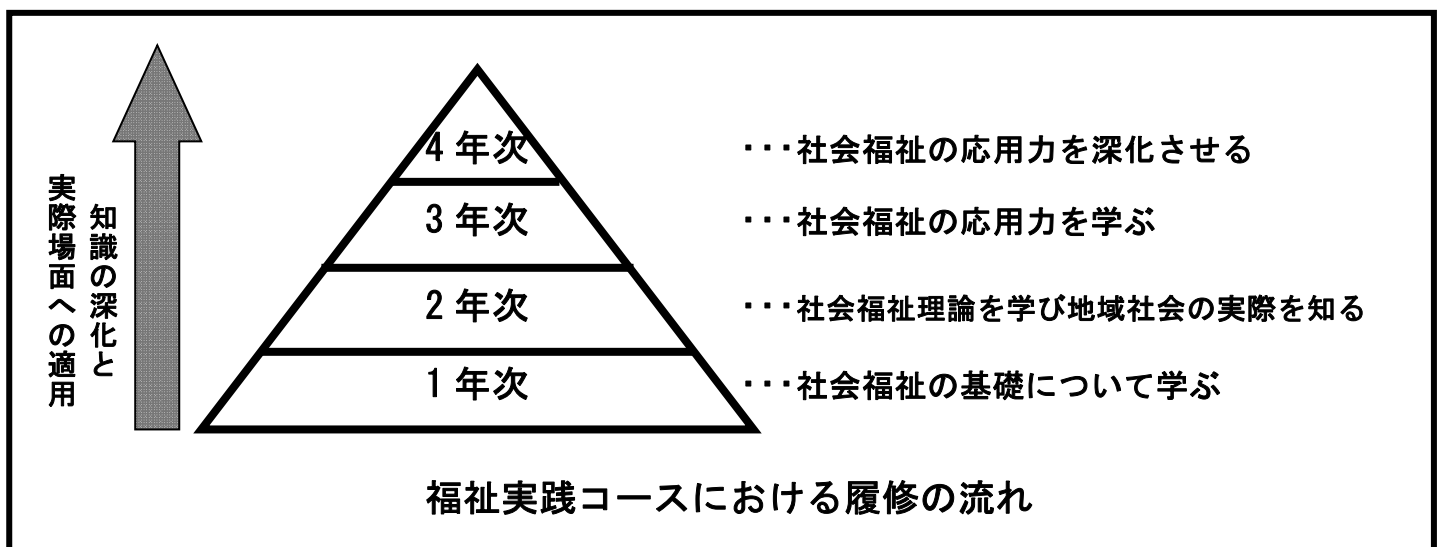 知識の深化と
実際場面への適用
4年次
・・・社会福祉の応用力を深化させる
3年次
・・・社会福祉の応用力を学ぶ
2年次
・・・社会福祉理論を学び地域社会の実際を知る
1年次
・・・社会福祉の基礎について学ぶ
福祉実践コースにおける履修の流れ